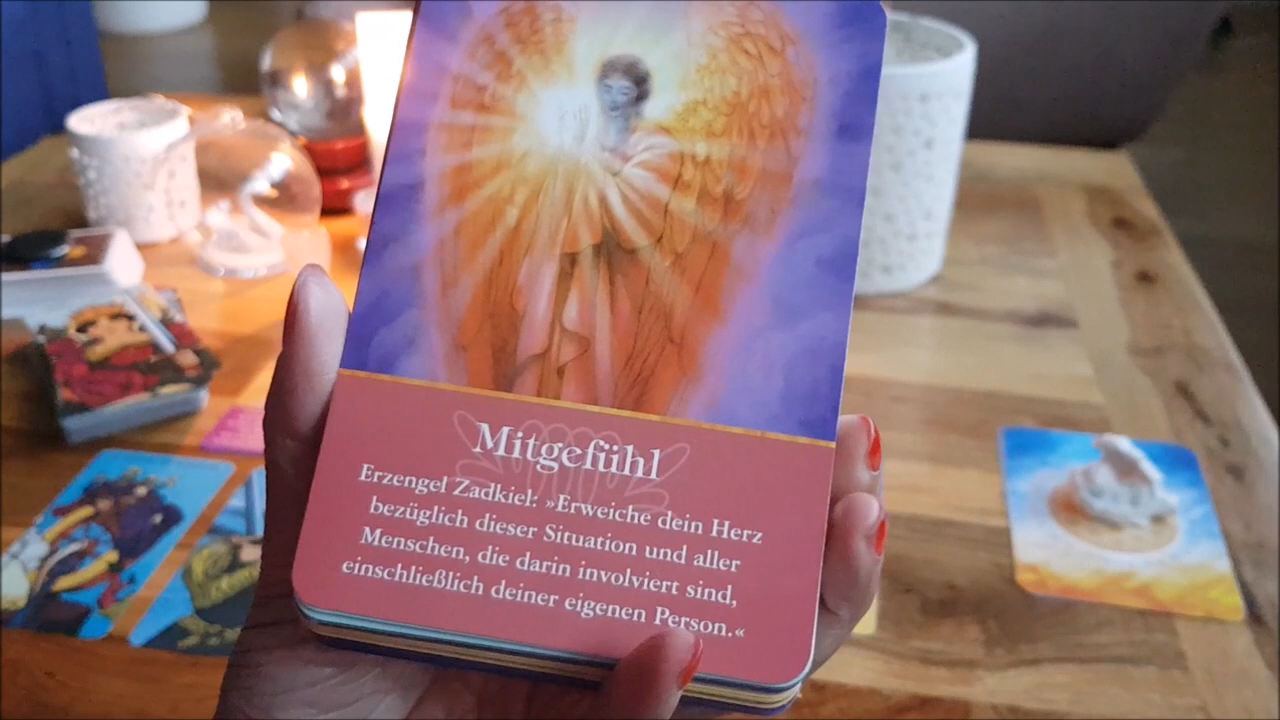 Mitgefühl
Erzengel Zadkiel: »Erweiche dein Herz
bezüglich dieser Situation und aller
Menschen, die darin involviert sind,
einschließlich deiner eigenen Person.«